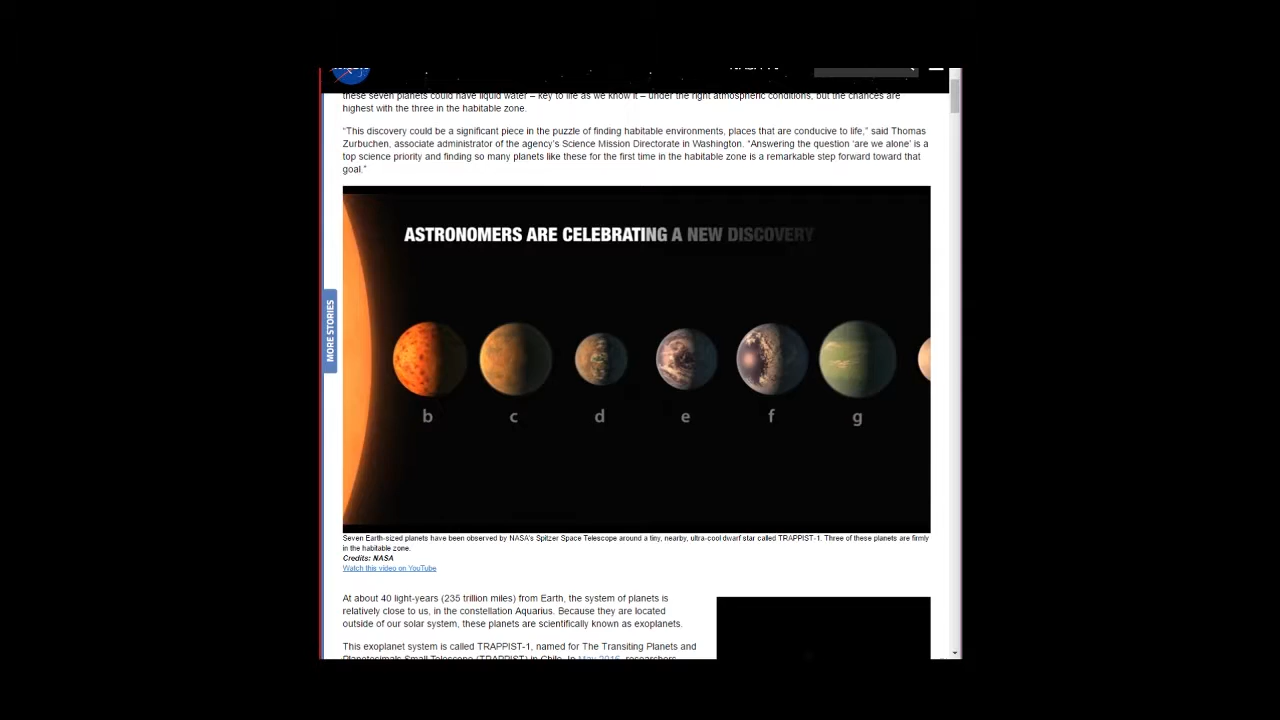 these seven planets could have liquid water – key to life as we know it – under the right atmospheric conditions, but the chances are
highest with the three in the habitable zone.
“This discovery could be a significant piece in the puzzle of finding habitable environments, places that are conducive to life,” said Thomas
Zurbuchen, associate administrator of the agency’s Science Mission Directorate in Washington. “Answering the question ‘are we alone’ is a
top science priority and finding so many planets like these for the first time in the habitable zone is a remarkable step forward toward that
goal.”
ASTRONOMERS ARE CELEBRATING A NEW DISCOVERY
MORE STORIES
b c d e f g
Seven Earth-sized planets have been observed by NASA's Spitzer Space Telescope around a tiny, nearby, ultra-cool dwarf star called TRAPPIST-1. Three of these planets are firmly
in the habitable zone.
Credits: NASA
Watch this video on YouTube
At about 40 light-years (235 trillion miles) from Earth, the system of planets is
relatively close to us, in the constellation Aquarius. Because they are located
outside of our solar system, these planets are scientifically known as exoplanets.
This exoplanet system is called TRAPPIST-1, named for The Transiting Planets and
Planetesimals Small Telescope (TRAPPIST) in Chile. In May 2016, researchers